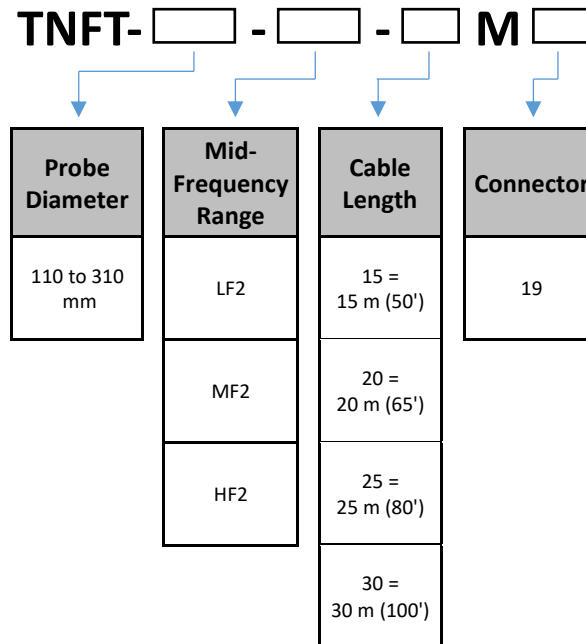 TNFT- - - M
Probe
Diameter
Mid-
Frequency
Range
Cable
Length
Connector
110 to 310
mm
LF2
15 =
15 m (50')
19
MF2
20 =
20 m (65')
HF2
25 =
25 m (80')
30 =
30 m (100')